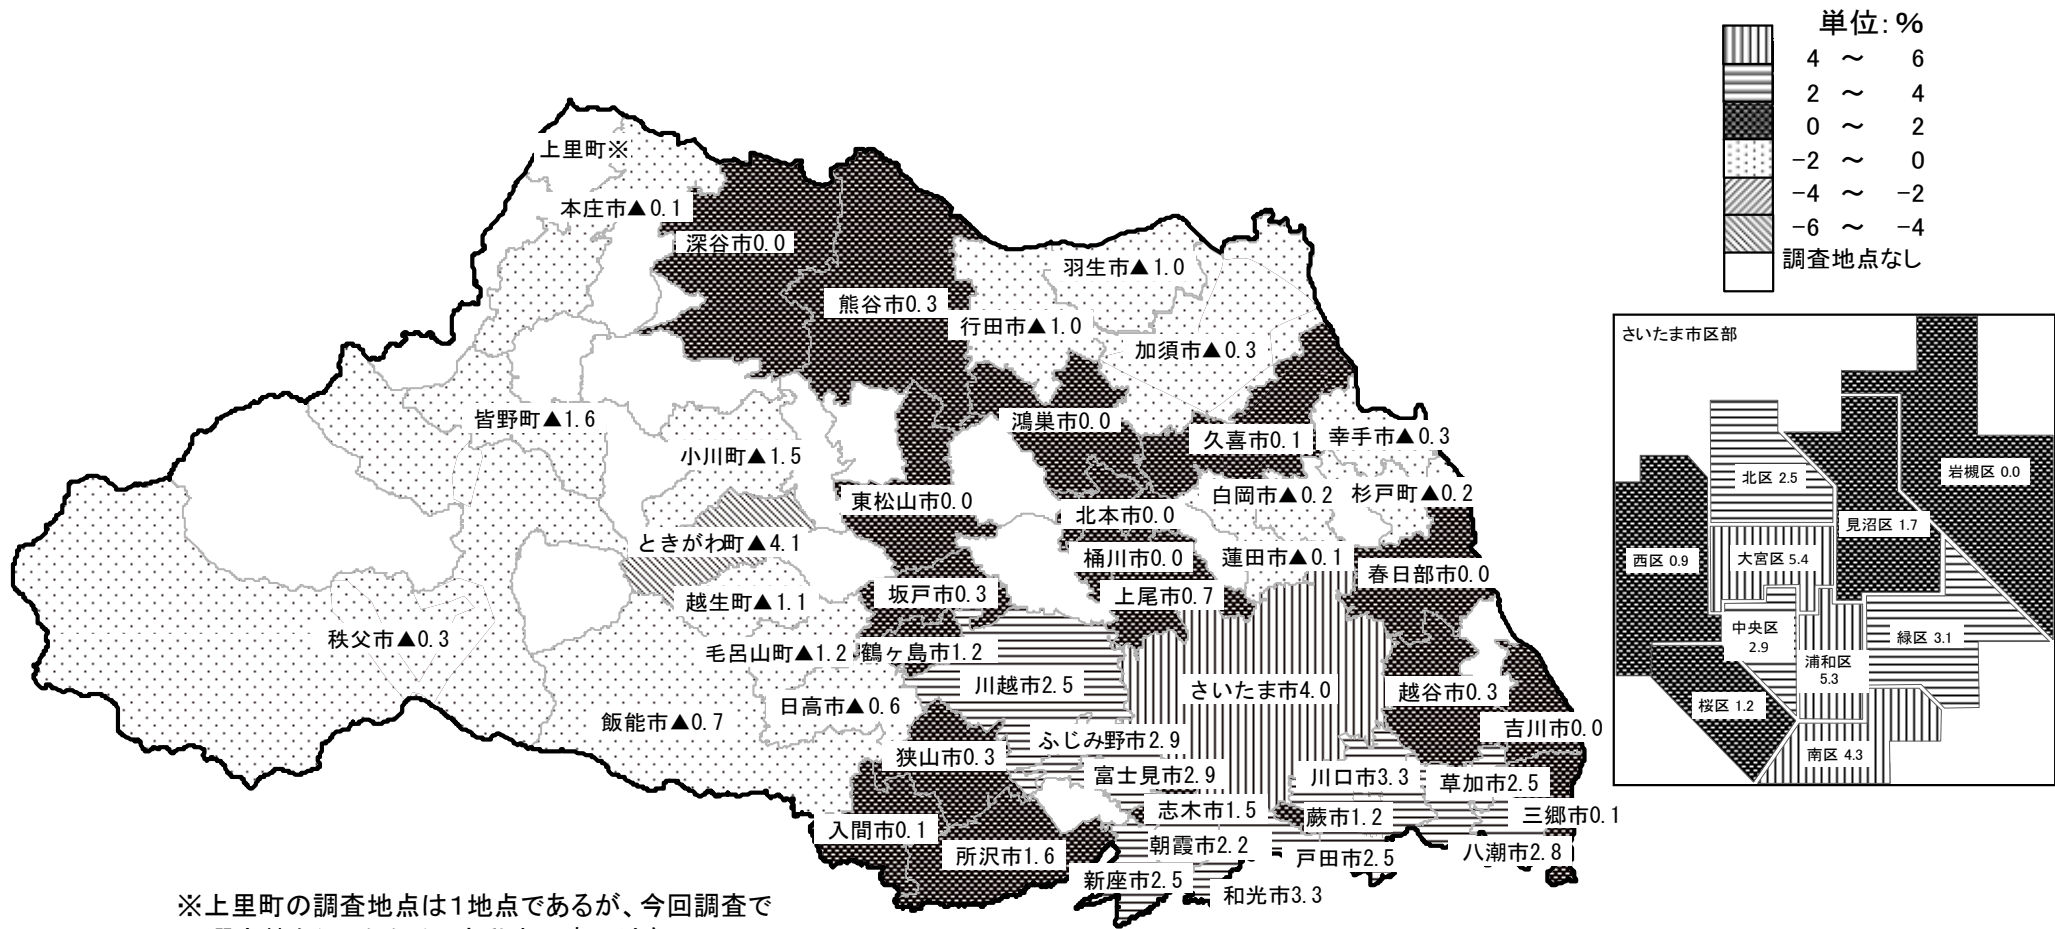 単位：%
4 ～ 6
2 ～ 4
0 ～ 2
-2 ～ 0
-4 ～ -2
-6 ～ -4
調査地点なし
上里町※
本庄市▲0.1
深谷市0.0
熊谷市0.3
羽生市▲1.0
行田市▲1.0
加須市▲0.3
皆野町▲1.6
鴻巣市0.0
久喜市0.1
幸手市▲0.3
小川町▲1.5
東松山市0.0
北本市0.0
白岡市▲0.2
杉戸町▲0.2
ときがわ町▲4.1
桶川市0.0
蓮田市▲0.1
春日部市0.0
越生町▲1.1
坂戸市0.3
上尾市0.7
秩父市▲0.3
毛呂山町▲1.2
鶴ヶ島市1.2
川越市2.5
さいたま市4.0
越谷市0.3
飯能市▲0.7
日高市▲0.6
吉川市0.0
狭山市0.3
ふじみ野市2.9
富士見市2.9
川口市3.3
草加市2.5
志木市1.5
蕨市1.2
三郷市0.1
入間市0.1
所沢市1.6
朝霞市2.2
戸田市2.5
八潮市2.8
新座市2.5
和光市3.3
さいたま市区部
北区 2.5
岩槻区 0.0
見沼区 1.7
西区 0.9
大宮区 5.4
中央区
2.9
緑区 3.1
浦和区
5.3
桜区 1.2
南区 4.3
※上里町の調査地点は1地点であるが、今回調査で